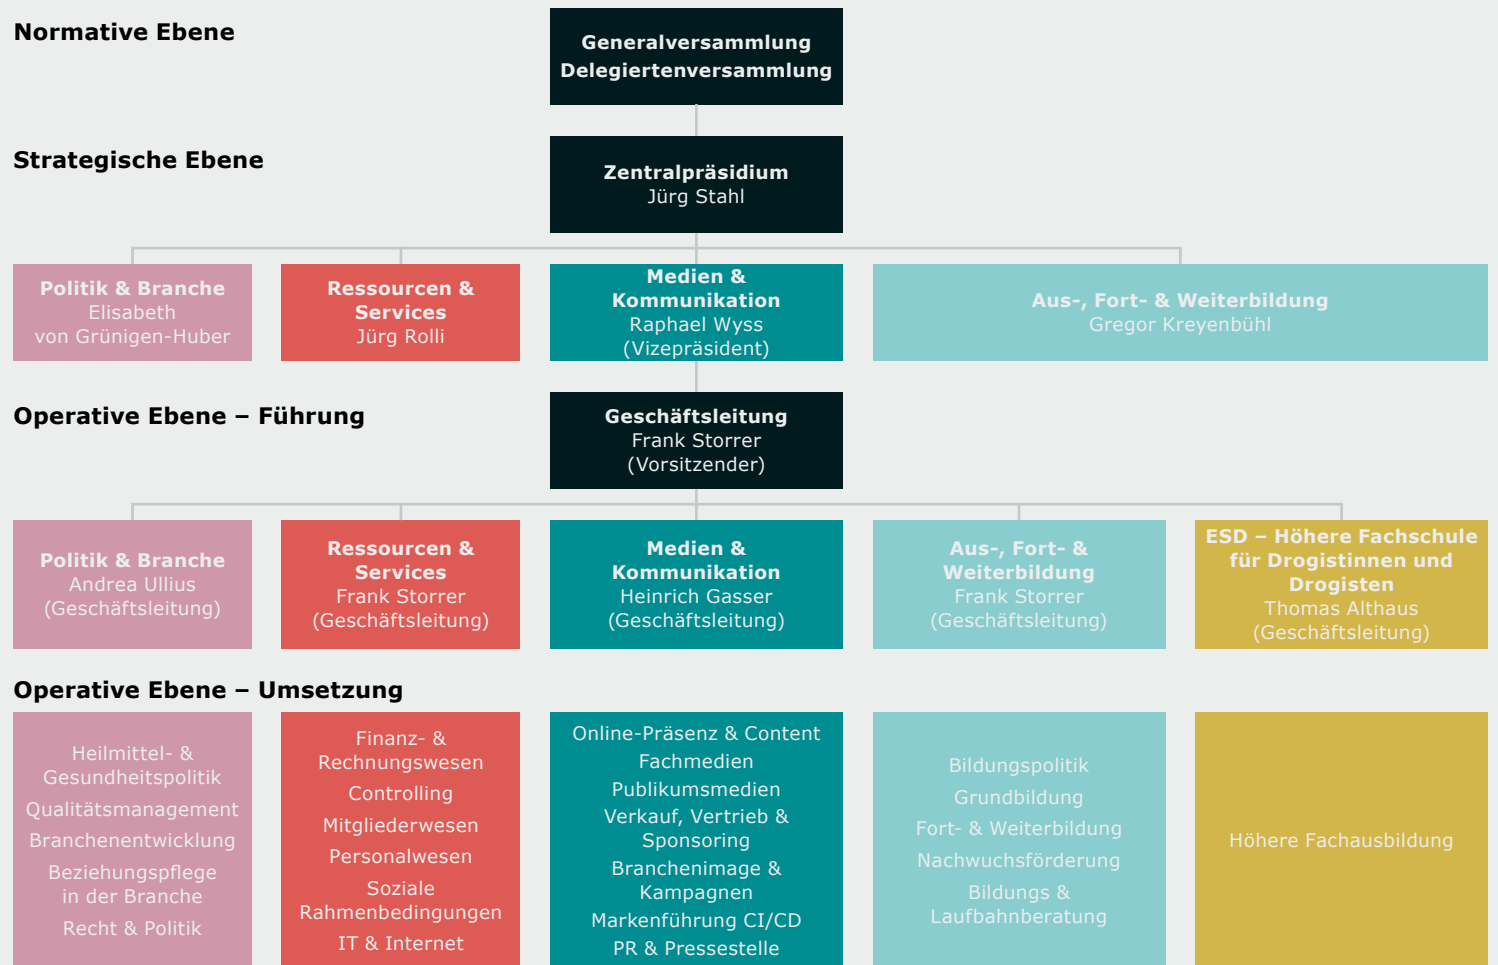 Normative Ebene
Generalversammlung
Delegiertenversammlung
Strategische Ebene
Zentralpräsidium
Jürg Stahl
Politik & Branche
Elisabeth
von Grünigen-Huber
Ressourcen &
Services
Jürg Rolli
Medien &
Kommunikation
Raphael Wyss
(Vizepräsident)
Aus-, Fort- & Weiterbildung
Gregor Kreyenbühl
Operative Ebene – Führung
Geschäftsleitung
Frank Storrer
(Vorsitzender)
Politik & Branche
Andrea Ullius
(Geschäftsleitung)
Ressourcen &
Services
Frank Storrer
(Geschäftsleitung)
Medien &
Kommunikation
Heinrich Gasser
(Geschäftsleitung)
Aus-, Fort- &
Weiterbildung
Frank Storrer
(Geschäftsleitung)
ESD – Höhere Fachschule
für Drogistinnen und
Drogisten
Thomas Althaus
(Geschäftsleitung)
Operative Ebene – Umsetzung
Heilmittel- &
Gesundheitspolitik
Qualitätsmanagement
Branchenentwicklung
Beziehungspflege
in der Branche
Recht & Politik
Finanz- &
Rechnungswesen
Controlling
Mitgliederwesen
Personalwesen
Soziale
Rahmenbedingungen
IT & Internet
Online-Präsenz & Content
Fachmedien
Publikumsmedien
Verkauf, Vertrieb &
Sponsoring
Branchenimage &
Kampagnen
Markenführung CI/CD
PR & Pressestelle
Bildungspolitik
Grundbildung
Fort- & Weiterbildung
Nachwuchsförderung
Bildungs &
Laufbahnberatung
Höhere Fachausbildung